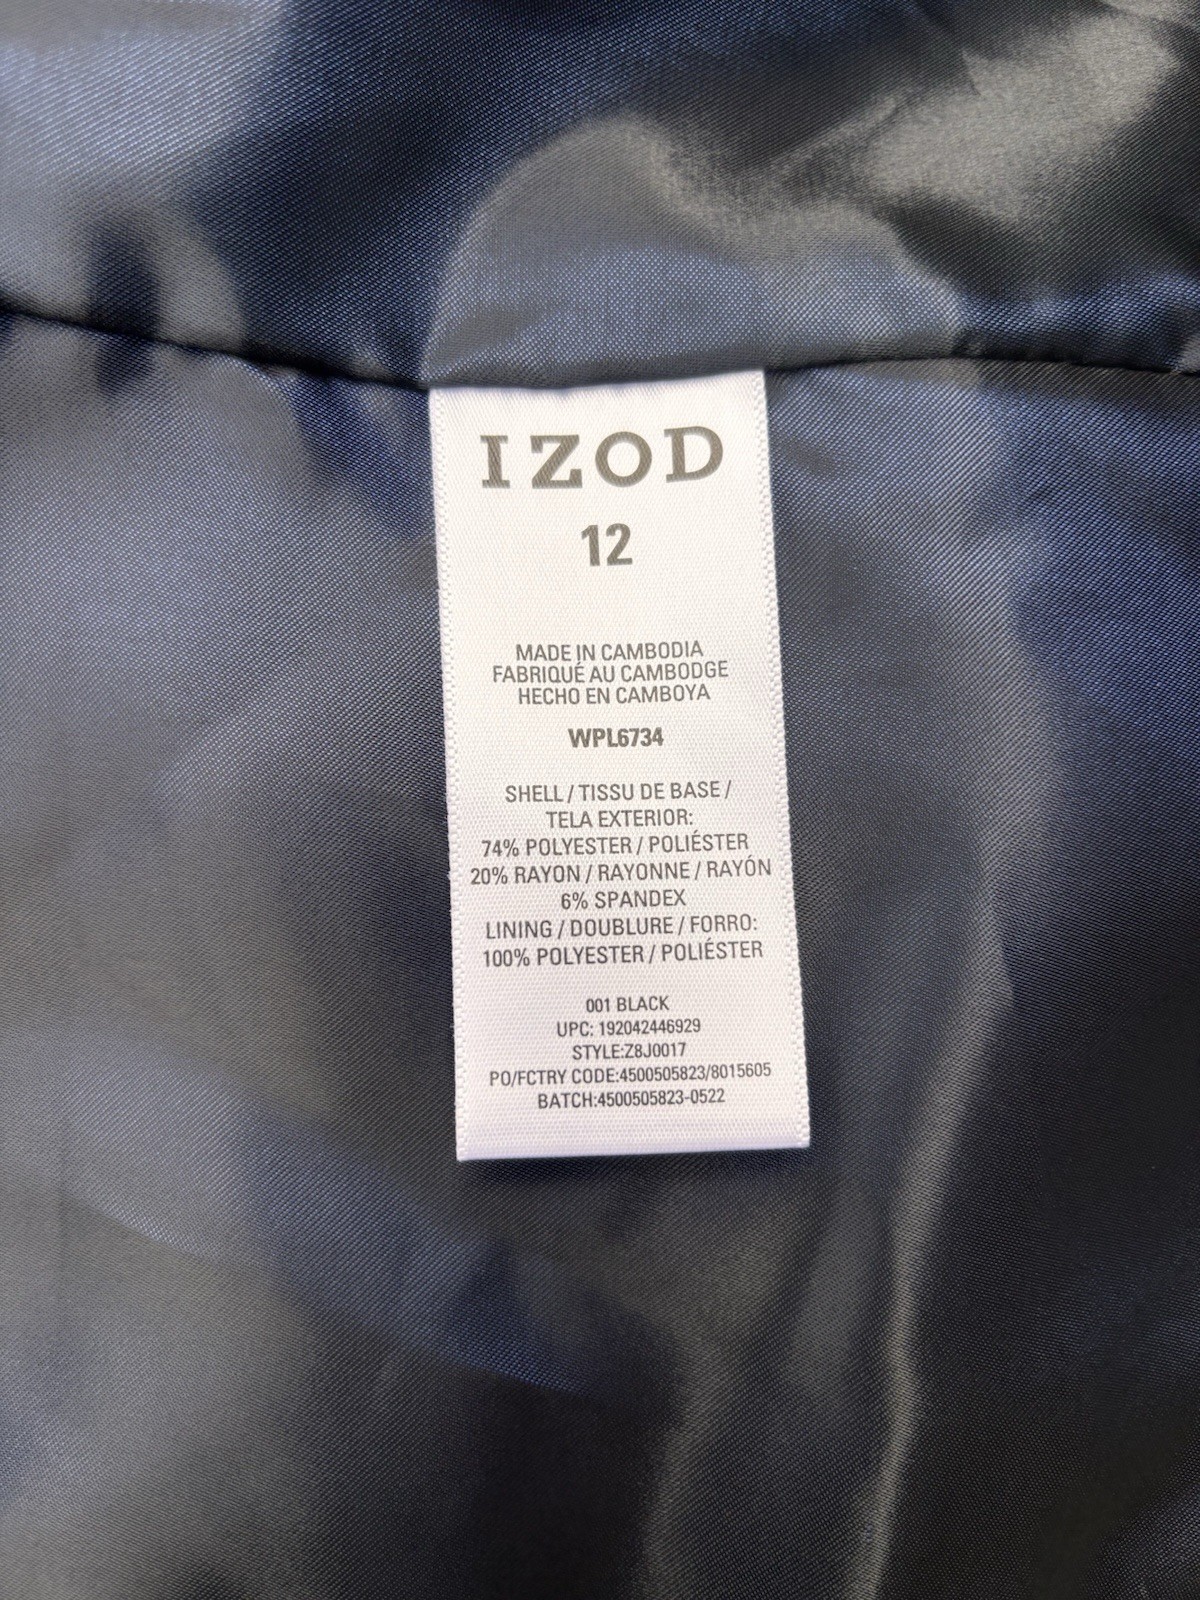 IZOD
12
MADE IN CAMBODIA
FABRIQUÉ AU CAMBODGE
HECHO EN CAMBOYA
WPL6734
SHELL / TISSU DE BASE /
TELA EXTERIOR:
74% POLYESTER / POLIÉSTER
20% RAYON / RAYONNE / RAYÓN
6% SPANDEX
LINING / DOUBLURE / FORRO:
100% POLYESTER / POLIÉSTER
001 BLACK
UPC: 192042446929
STYLE:Z8J0017
PO/FCTRY CODE:4500505823/8015605
BATCH:4500505823-0522